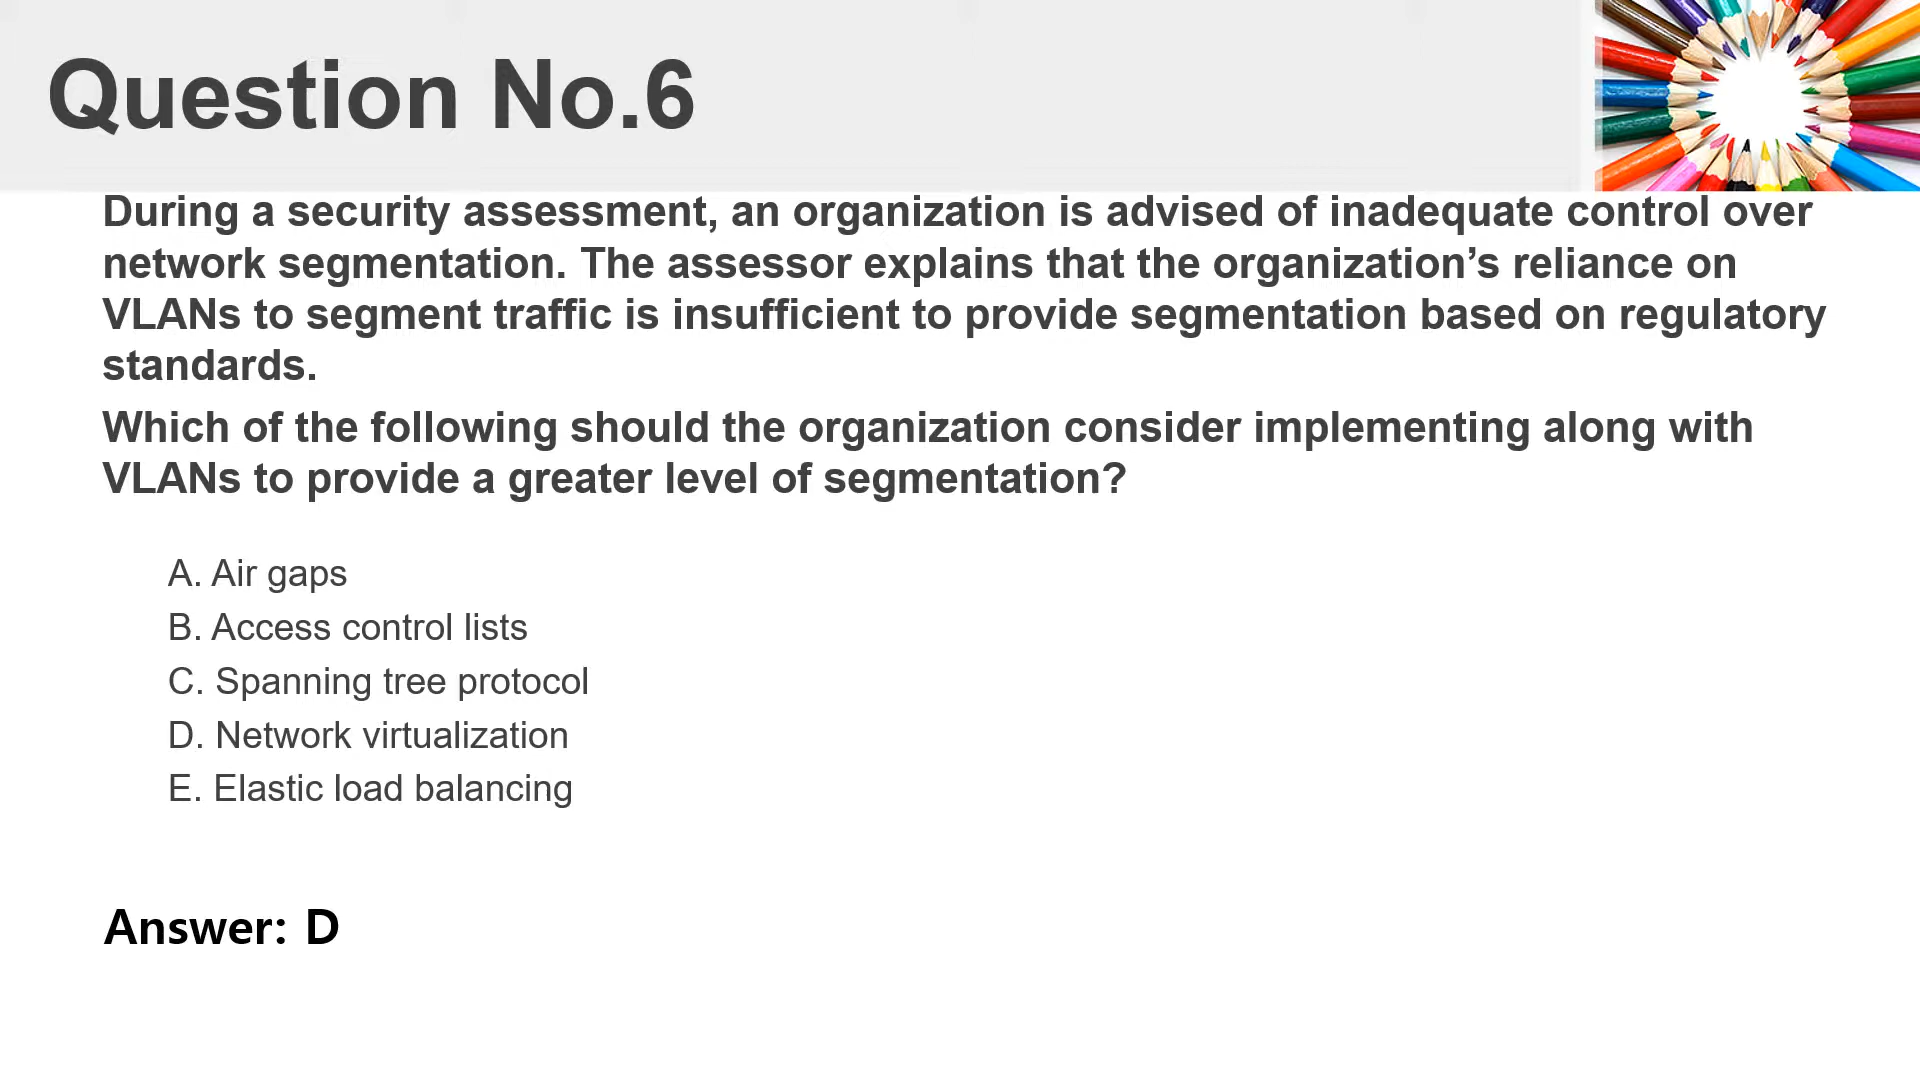 Question No.6
During a security assessment, an organization is advised of inadequate control over
network segmentation. The assessor explains that the organization’s reliance on
VLANs to segment traffic is insufficient to provide segmentation based on regulatory
standards.
Which of the following should the organization consider implementing along with
VLANs to provide a greater level of segmentation?
A. Air gaps
B. Access control lists
C. Spanning tree protocol
D. Network virtualization
E. Elastic load balancing
Answer: D